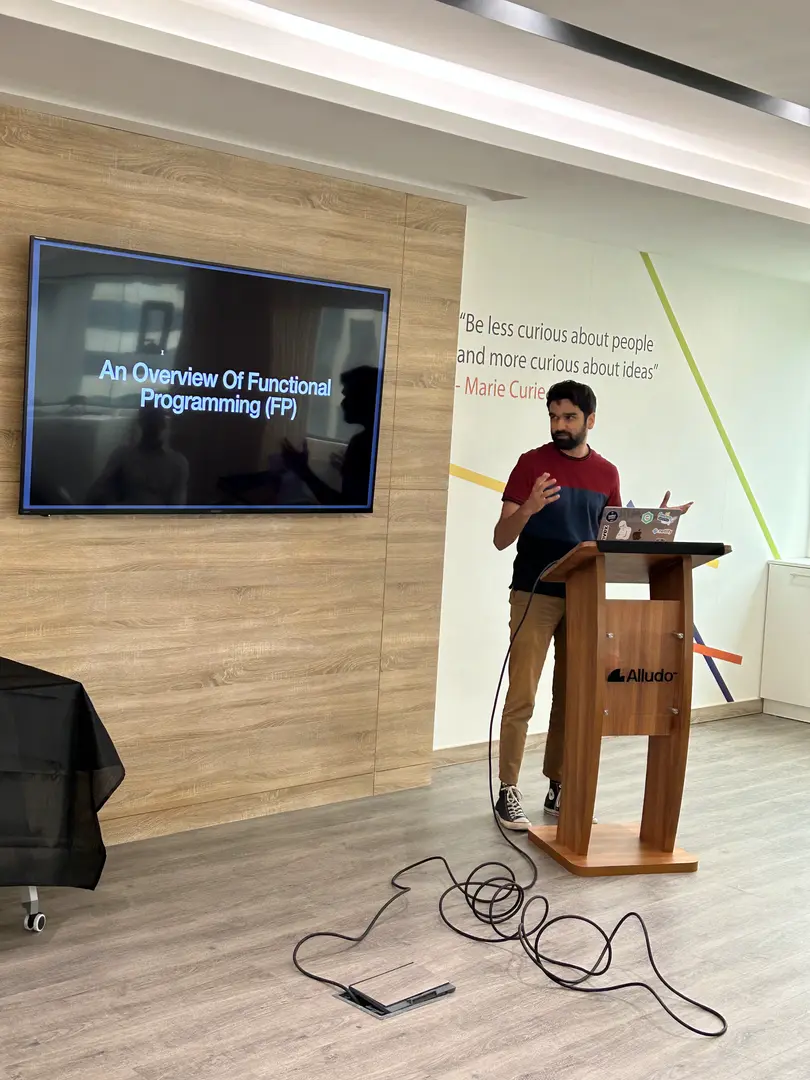 An Overview Of Functional
Programming (FP)
“Be less curious about people
and more curious about ideas”
- Marie Curie
Alludo